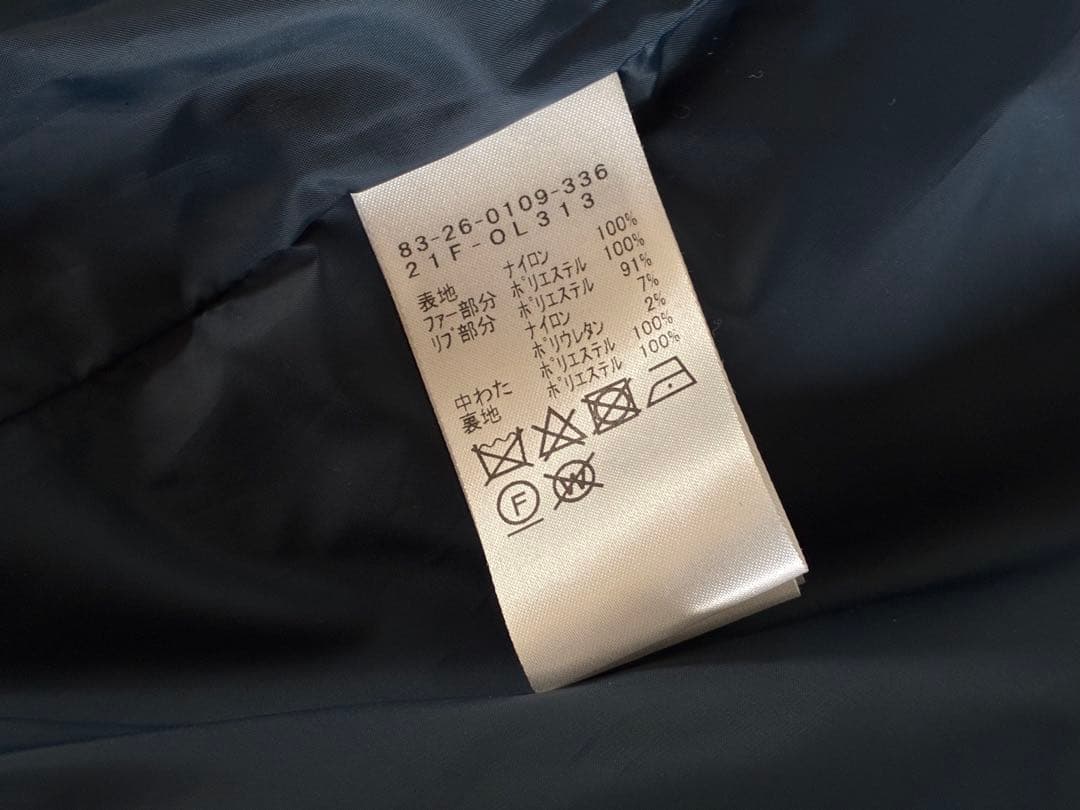 83-26-0109-336
21F-OL313
表地 ナイロン 100%
ファー部分 ポリエステル 100%
リブ部分 ポリエステル 91%
ナイロン 7%
ポリウレタン 2%
中わた ポリエステル 100%
裏地 ポリエステル 100%
F W